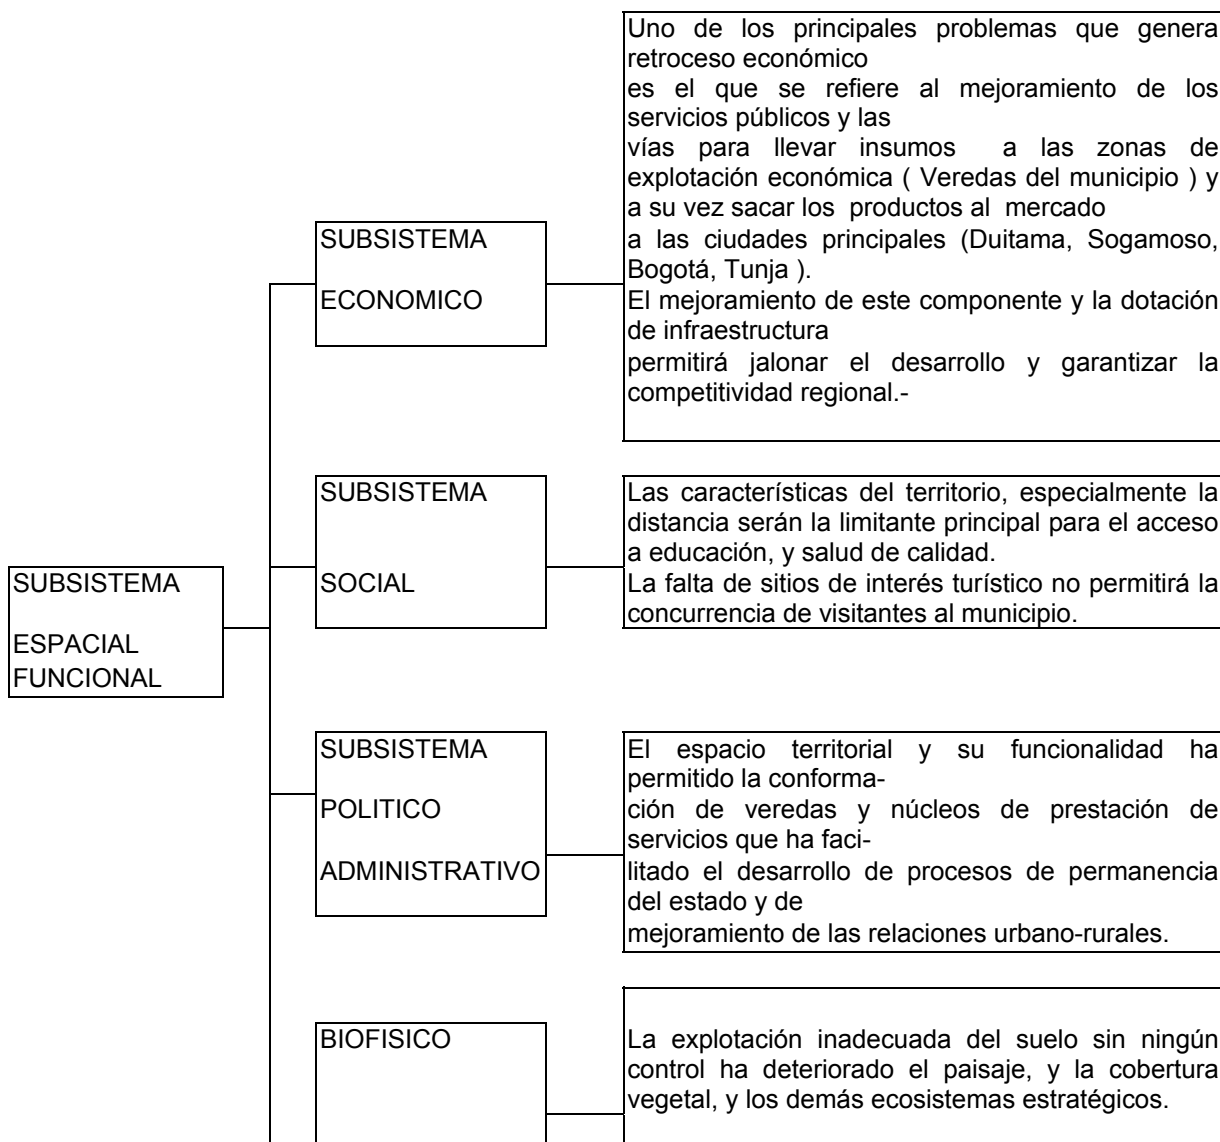 SUBSISTEMA
ESPACIAL
FUNCIONAL
SUBSISTEMA
ECONOMICO
Uno de los principales problemas que genera
retroceso económico
es el que se refiere al mejoramiento de los
servicios públicos y las
vías para llevar insumos a las zonas de
explotación económica ( Veredas del municipio ) y
a su vez sacar los productos al mercado
a las ciudades principales (Duitama, Sogamoso,
Bogotá, Tunja ).
El mejoramiento de este componente y la dotación
de infraestructura
permitirá jalonar el desarrollo y garantizar la
competitividad regional.-
SUBSISTEMA
SOCIAL
Las características del territorio, especialmente la
distancia serán la limitante principal para el acceso
a educación, y salud de calidad.
La falta de sitios de interés turístico no permitirá la
concurrencia de visitantes al municipio.
SUBSISTEMA
POLITICO
ADMINISTRATIVO
El espacio territorial y su funcionalidad ha
permitido la conforma-
ción de veredas y núcleos de prestación de
servicios que ha faci-
litado el desarrollo de procesos de permanencia
del estado y de
mejoramiento de las relaciones urbano-rurales.
BIOFISICO
La explotación inadecuada del suelo sin ningún
control ha deteriorado el paisaje, y la cobertura
vegetal, y los demás ecosistemas estratégicos.